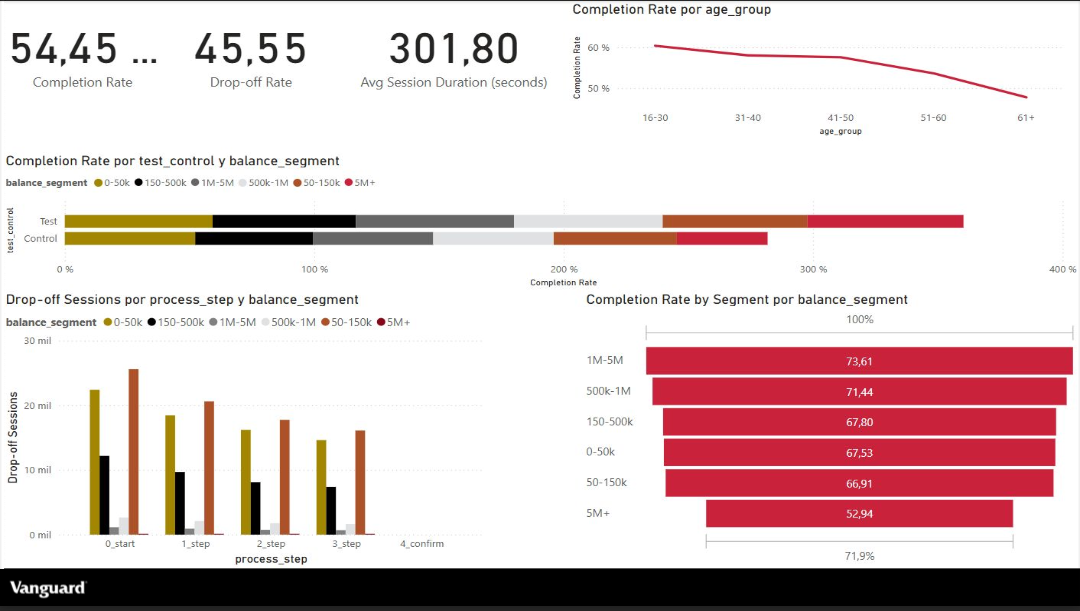 54,45 ...
Completion Rate
45,55
Drop-off Rate
301,80
Avg Session Duration (seconds)
Completion Rate por age_group
Completion Rate
60 %
50 %
16-30 31-40 41-50 51-60 61+
age_group
Completion Rate por test_control y balance_segment
balance_segment 0-50k 150-500k 1M-5M 500k-1M 50-150k 5M+
test_control
Test
Control
0 % 100 % 200 % 300 % 400 %
Completion Rate
Drop-off Sessions por process_step y balance_segment
balance_segment 0-50k 150-500k 1M-5M 500k-1M 50-150k 5M+
Drop-off Sessions
30 mil
20 mil
10 mil
0 mil
0_start 1_step 2_step 3_step 4_confirm
process_step
Completion Rate by Segment por balance_segment
100%
1M-5M 73,61
500k-1M 71,44
150-500k 67,80
0-50k 67,53
50-150k 66,91
5M+ 52,94
71,9%
Vanguard